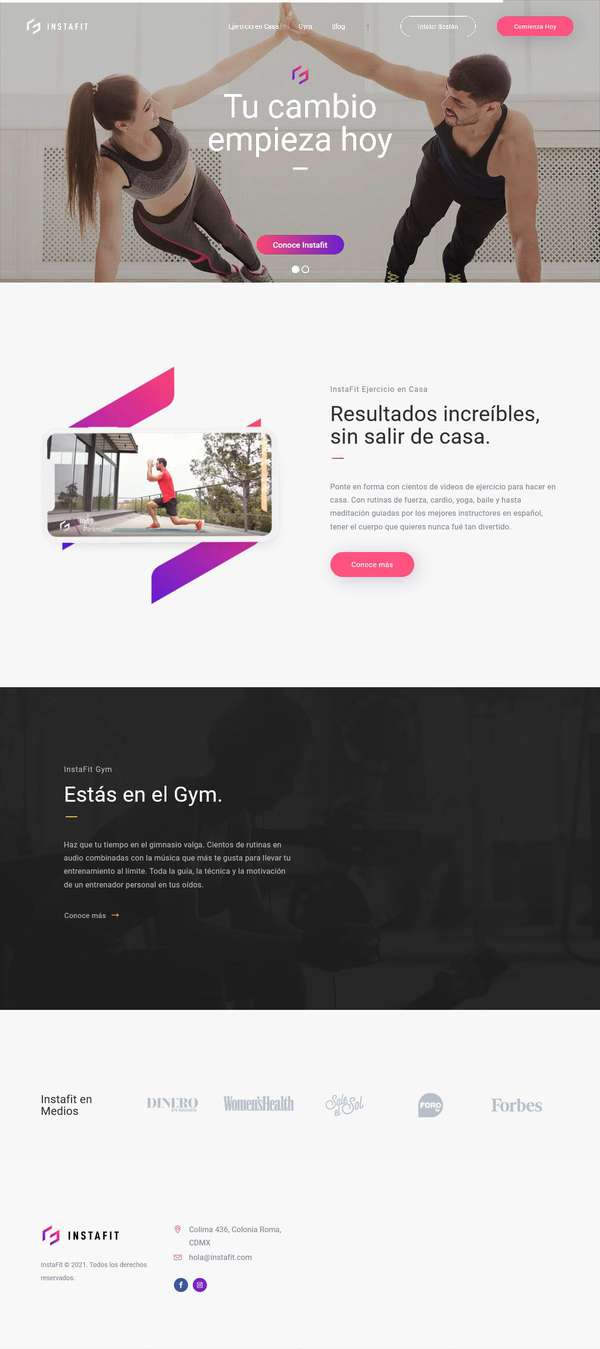 INSTAFIT
Ejercicio en Casa
Gym
Blog
Iniciar Sesión
Comienza Hoy
Tu cambio
empieza hoy
Conoce Instafit
InstaFit Ejercicio en Casa
Resultados increíbles,
sin salir de casa.
Ponte en forma con cientos de videos de ejercicio para hacer en
casa. Con rutinas de fuerza, cardio, yoga, baile y hasta
meditación guiadas por los mejores instructores en español,
tener el cuerpo que quieres nunca fué tan divertido.
Conoce más
InstaFit Gym
Estás en el Gym.
Haz que tu tiempo en el gimnasio valga. Cientos de rutinas en
audio combinadas con la música que más te gusta para llevar tu
entrenamiento al límite. Toda la guía, la técnica y la motivación
de un entrenador personal en tus oídos.
Conoce más →
Instafit en
Medios
DINERO
Women'sHealth
Sale el Sol
FORO
Forbes
INSTAFIT
InstaFit © 2021. Todos los derechos
reservados.
Colima 436, Colonia Roma,
CDMX
hola@instafit.com